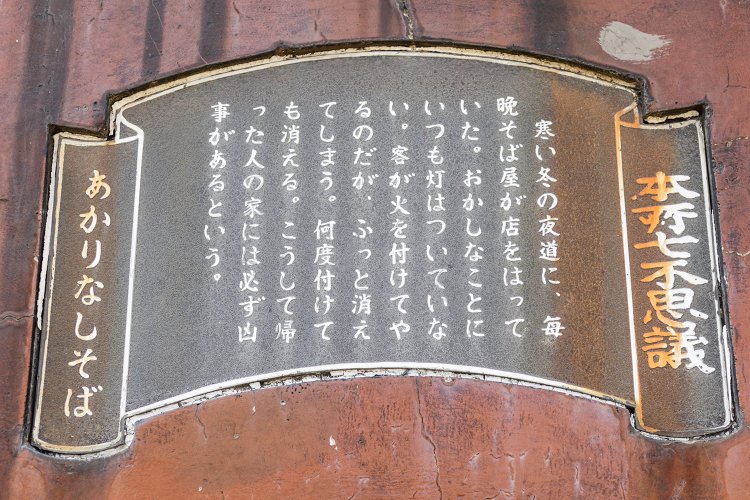 本所七不思議
寒い冬の夜道に、毎
晩そば屋が店をはって
いた。おかしなことに
いつも灯はついていな
い。客が火を付けてや
るのだが、ふっと消え
てしまう。何度付けて
も消える。こうして帰
った人の家には必ず凶
事があるという。
あかりなしそば